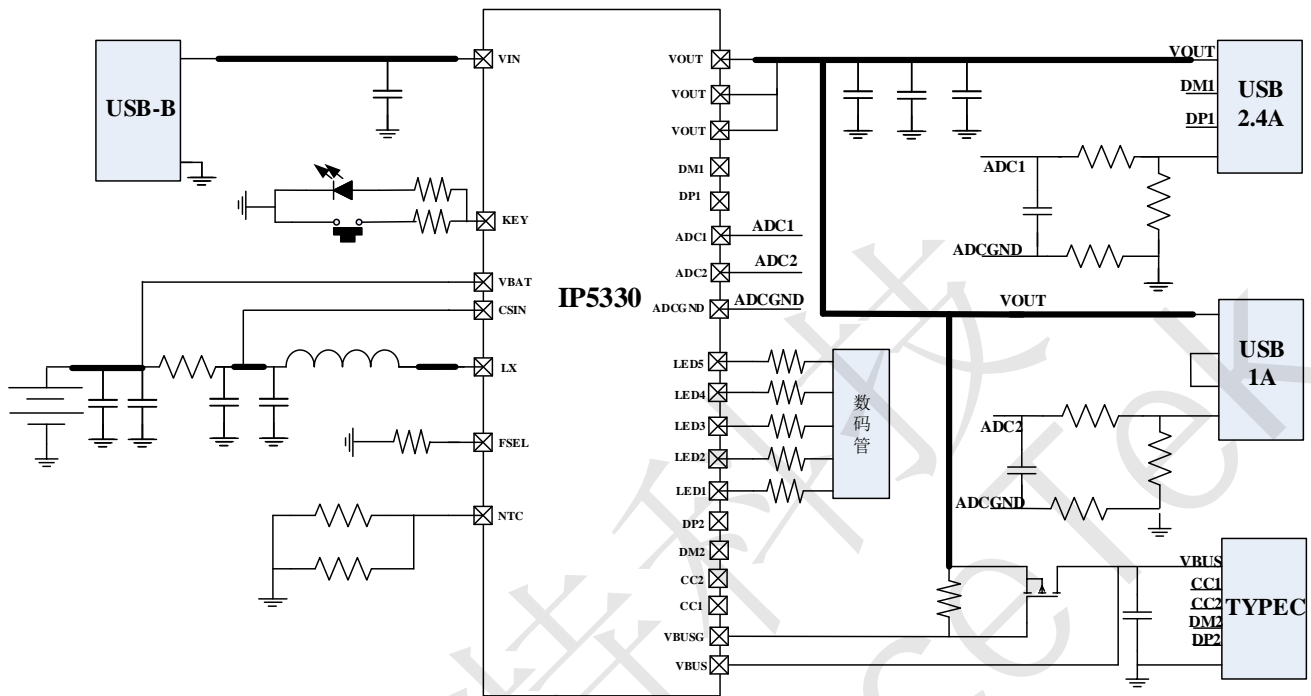 USB-B
VIN
KEY
VBAT
CSIN
LX
FSEL
NTC
IP5330
VOUT
VOUT
VOUT
DM1
DP1
ADC1
ADC2
ADCGND
LED5
LED4
LED3
LED2
LED1
DP2
DM2
CC2
CC1
VBUSG
VBUS
ADC1
ADC2
ADCGND
数
码
管
VOUT
DM1
DP1
USB
2.4A
ADC1
ADCGND
VOUT
USB
1A
ADC2
ADCGND
VBUS
CC1
CC2
DM2
DP2
TYPEC